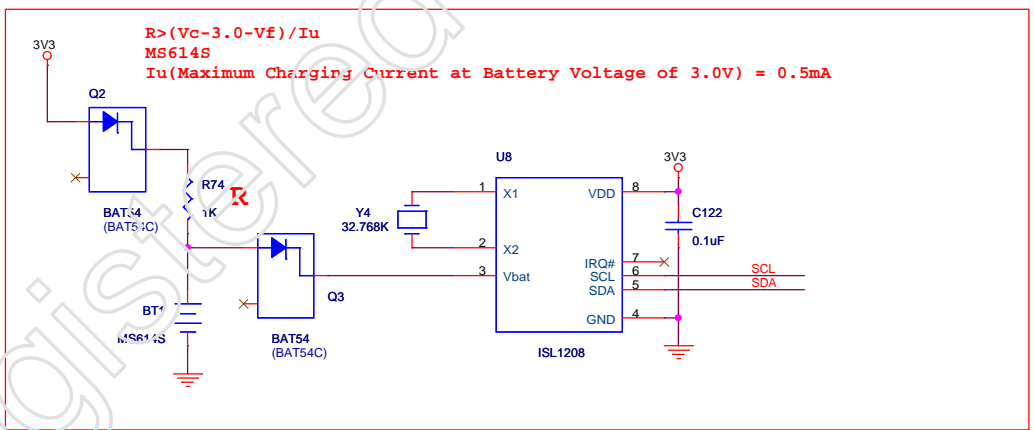 R>(Vc-3.0-Vf)/Iu
MS614S
Iu(Maximum Charging Current at Battery Voltage of 3.0V) = 0.5mA
3V3
Q2
R74
1K
R
BAT54
(BAT54C)
BT1
MS614S
Q3
BAT54
(BAT54C)
Y4
32.768K
U8
1 X1
2 X2
3 Vbat
VDD 8
IRQ# 7
SCL 6
SDA 5
GND 4
ISL1208
3V3
C122
0.1uF
SCL
SDA
gistered